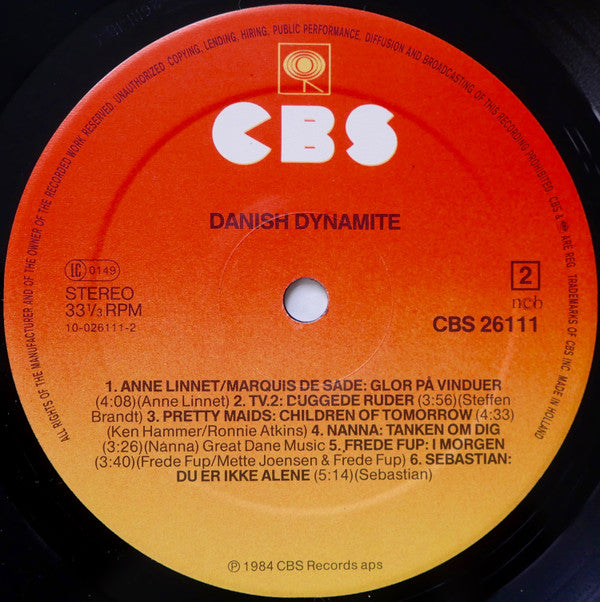 ALL RIGHTS OF THE MANUFACTURER AND OF THE OWNER OF THE RECORDED WORK RESERVED. UNAUTHORIZED COPYING, LENDING, HIRING, PUBLIC PERFORMANCE, DIFFUSION AND BROADCASTING OF THIS RECORDING PROHIBITED. CBS & ARE REG. TRADEMARKS OF CBS INC. MADE IN HOLLAND
CBS
DANISH DYNAMITE
LC 0149
STEREO
33 1/3 RPM
10-026111-2
2
ncb
CBS 26111
1. ANNE LINNET/MARQUIS DE SADE: GLOR PÅ VINDUER
(4:08)(Anne Linnet) 2. TV.2: DUGGEDE RUDER (3:56)(Steffen
Brandt) 3. PRETTY MAIDS: CHILDREN OF TOMORROW (4:33)
(Ken Hammer/Ronnie Atkins) 4. NANNA: TANKEN OM DIG
(3:26)(Nanna) Great Dane Music 5. FREDE FUP: I MORGEN
(3:40)(Frede Fup/Mette Joensen & Frede Fup) 6. SEBASTIAN:
DU ER IKKE ALENE (5:14)(Sebastian)
℗ 1984 CBS Records aps